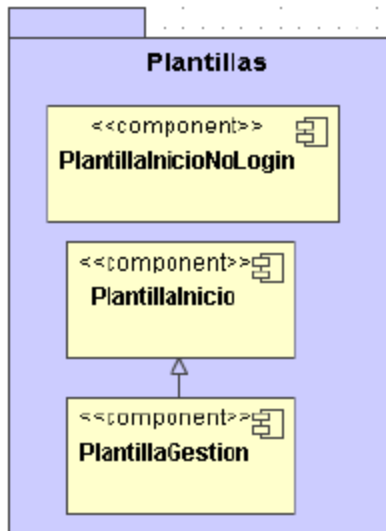 Plantillas
<<component>>
PlantillaInicioNoLogin
<<component>>
PlantillaInicio
<<component>>
PlantillaGestion